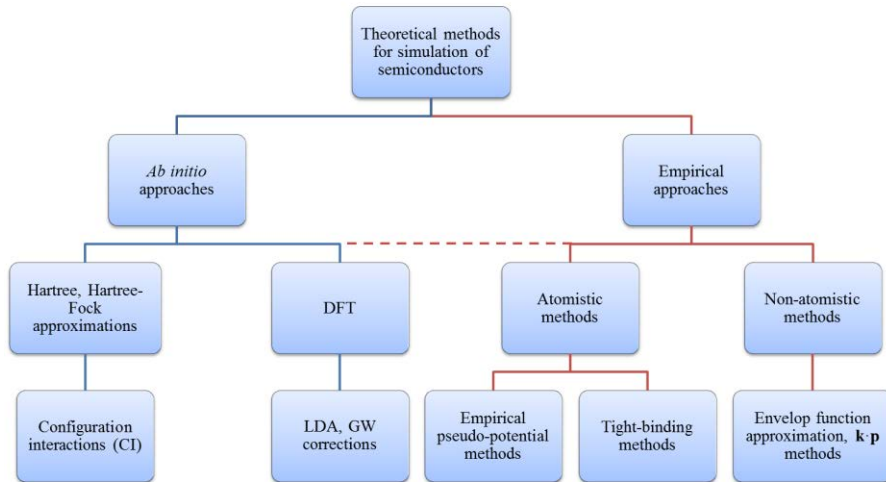 Theoretical methods
for simulation of
semiconductors
Ab initio
approaches
Empirical
approaches
Hartree, Hartree-
Fock
approximations
DFT
Atomistic
methods
Non-atomistic
methods
Configuration
interactions (CI)
LDA, GW
corrections
Empirical
pseudo-potential
methods
Tight-binding
methods
Envelop function
approximation, k·p
methods